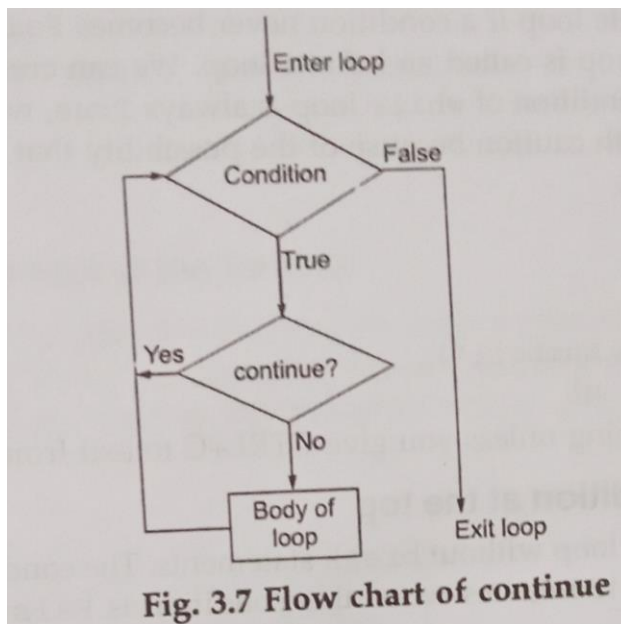 Enter loop
Condition
False
True
Yes
continue?
No
Body of
loop
Exit loop
Fig. 3.7 Flow chart of continue